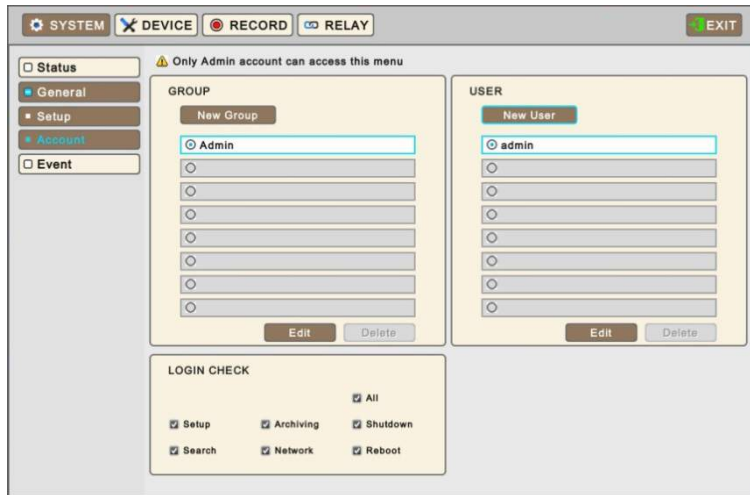 SYSTEM DEVICE RECORD RELAY EXIT
Status
General
Setup
Account
Event
Only Admin account can access this menu
GROUP
New Group
Admin
Edit Delete
USER
New User
admin
Edit Delete
LOGIN CHECK
All
Setup Archiving Shutdown
Search Network Reboot